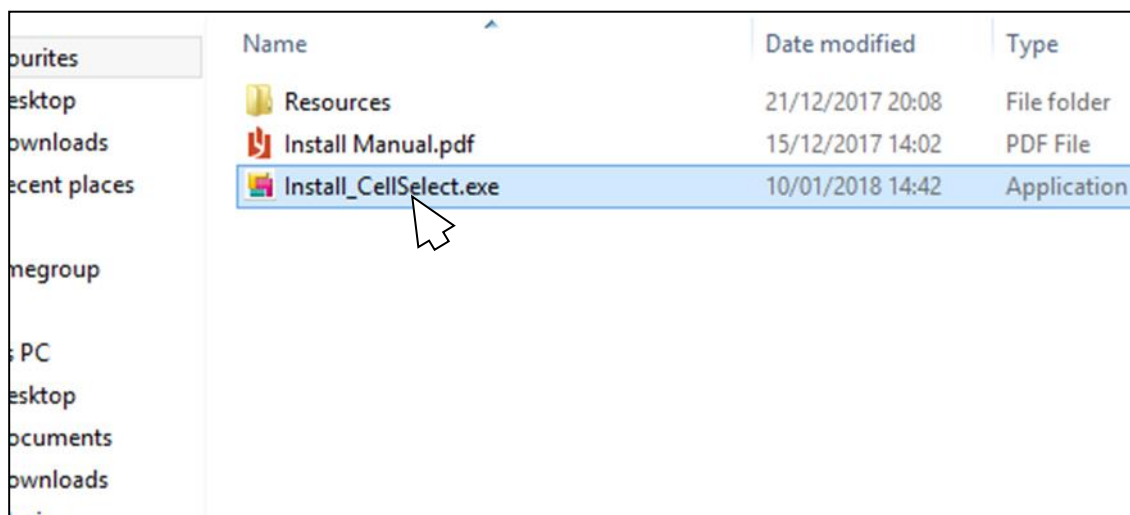 Name Date modified Type
ourites
esktop
ownloads
ecent places
megroup
s PC
esktop
ocuments
ownloads
Resources 21/12/2017 20:08 File folder
Install Manual.pdf 15/12/2017 14:02 PDF File
Install_CellSelect.exe 10/01/2018 14:42 Application